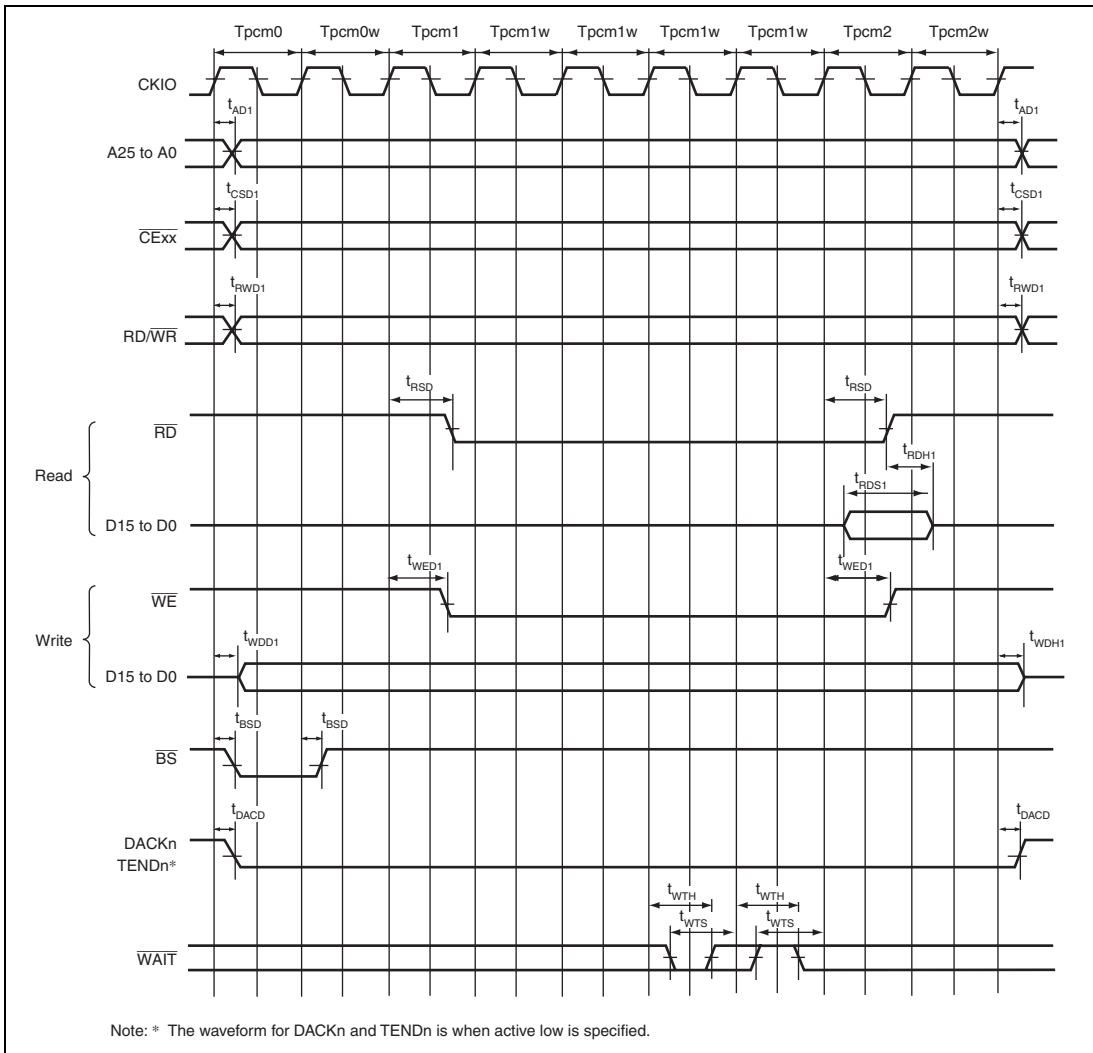 Tpcm0 Tpcm0w Tpcm1 Tpcm1w Tpcm1w Tpcm1w Tpcm1w Tpcm2 Tpcm2w
CKIO
tAD1 tAD1
A25 to A0
tCSD1 tCSD1
CExx
tRWD1 tRWD1
RD/WR
tRSD tRSD
RD
tRDH1
Read
tRDS1
D15 to D0
tWED1 tWED1
WE
Write
tWDD1 tWDH1
D15 to D0
tBSD tBSD
BS
tDACD tDACD
DACKn
TENDn*
tWTH tWTH
tWTS tWTS
WAIT
Note: * The waveform for DACKn and TENDn is when active low is specified.